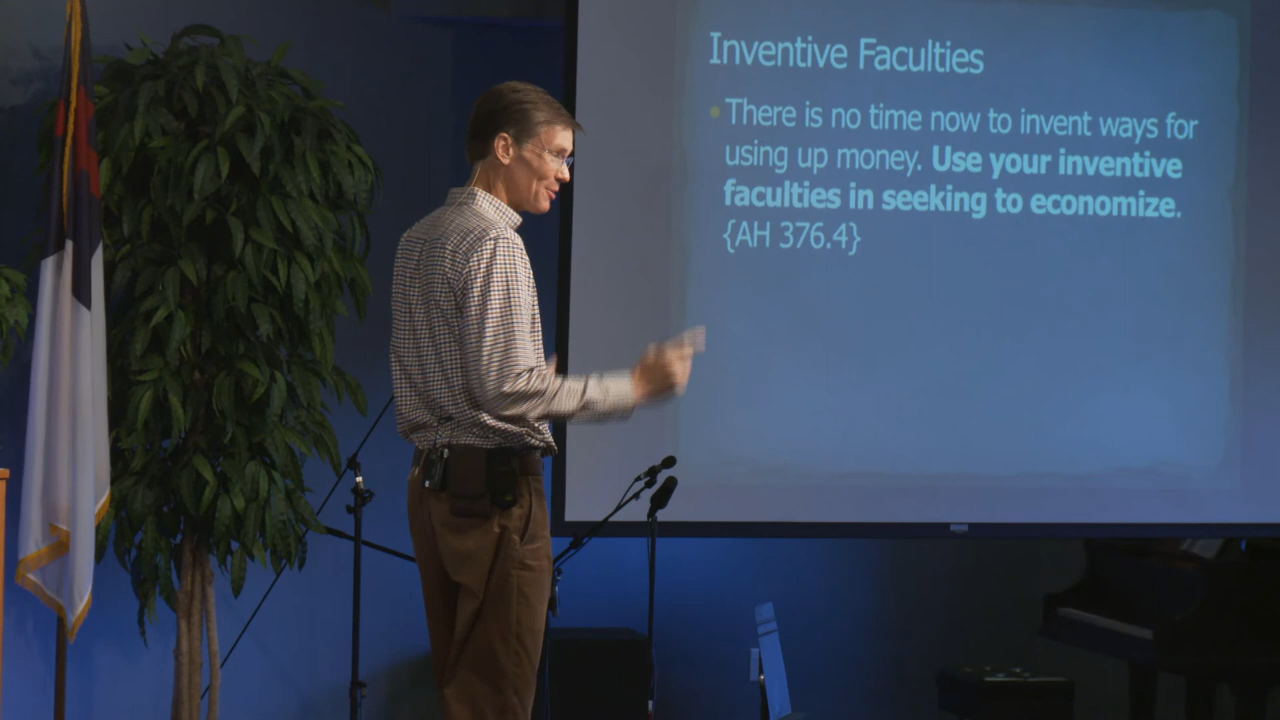 Inventive Faculties
There is no time now to invent ways for
using up money. Use your inventive
faculties in seeking to economize.
{AH 376.4}